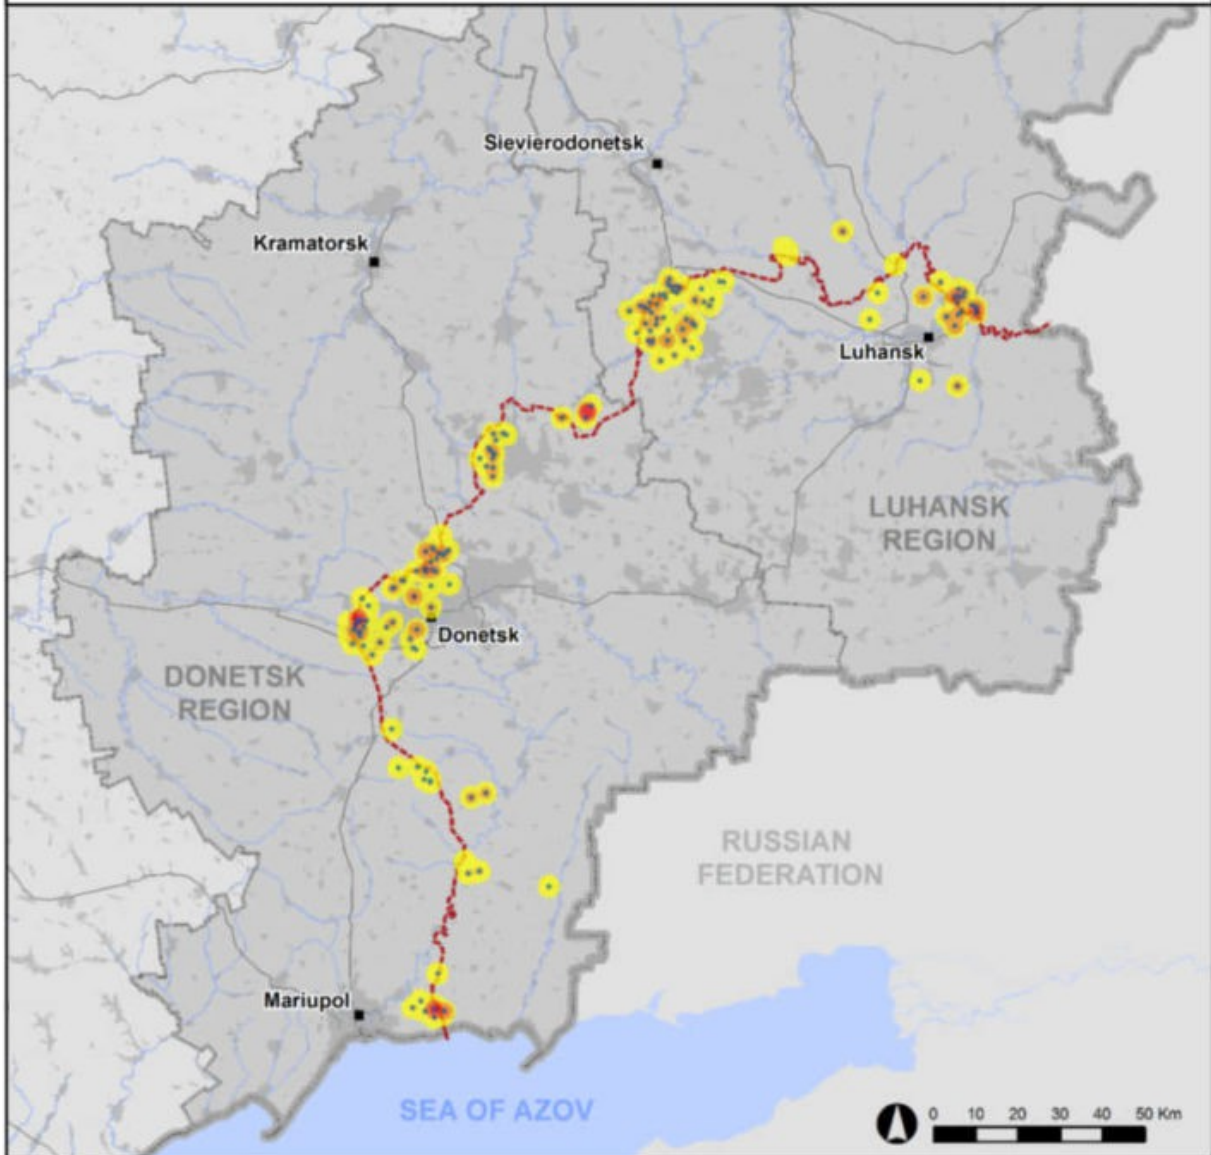 Sievierodonetsk
Kramatorsk
Luhansk
LUHANSK
REGION
Donetsk
DONETSK
REGION
RUSSIAN
FEDERATION
Mariupol
SEA OF AZOV
0 10 20 30 40 50 Km